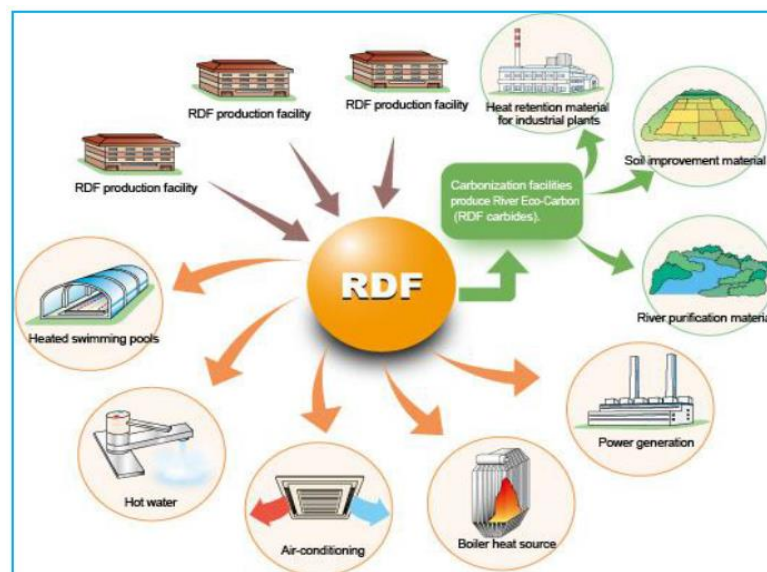 RDF production facility
RDF production facility
RDF production facility
Heat retention material
for industrial plants
Soil improvement material
Carbonization facilities
produce River Eco-Carbon
(RDF carbides).
RDF
River purification material
Heated swimming pools
Power generation
Hot water
Air-conditioning
Boiler heat source